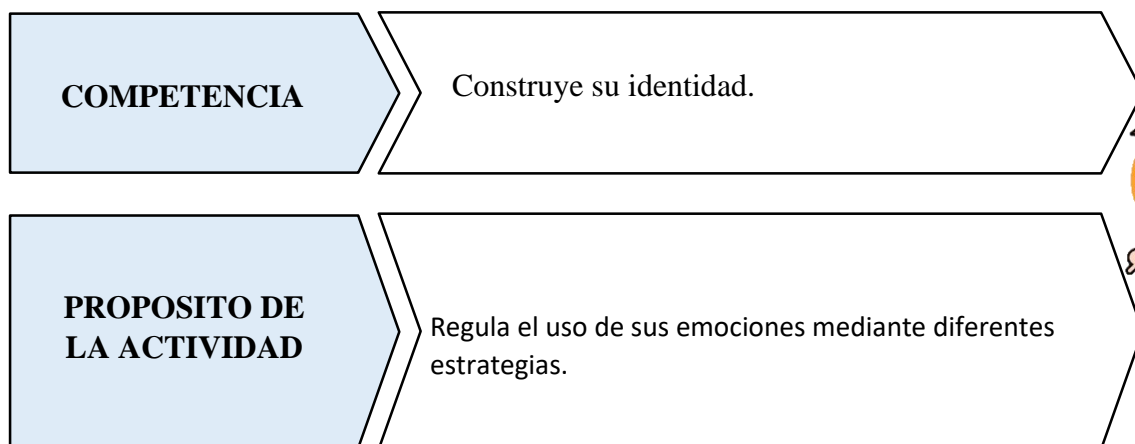 COMPETENCIA
Construye su identidad.
PROPOSITO DE
LA ACTIVIDAD
Regula el uso de sus emociones mediante diferentes
estrategias.